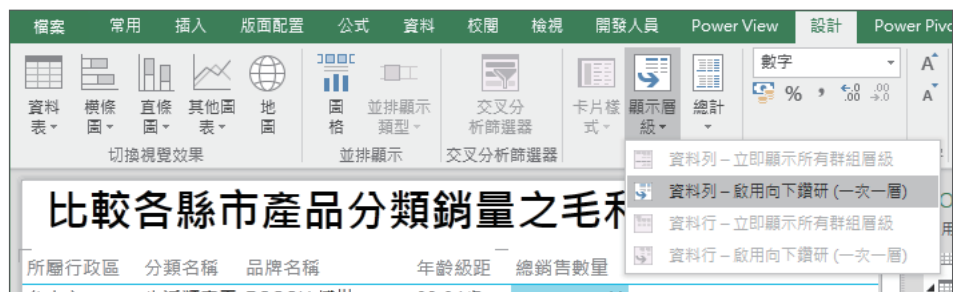 檔案 常用 插入 版面配置 公式 資料 校閱 檢視 開發人員 Power View 設計 Power Pivo
資料表 橫條圖 直條圖 其他圖表 地圖 圖格 並排顯示類型 交叉分析篩選器 卡片樣式 顯示層級 總計 數字
% , .00 .00
切換視覺效果 並排顯示 交叉分析篩選器
資料列 – 立即顯示所有群組層級
資料列 – 啟用向下鑽研 (一次一層)
資料行 – 立即顯示所有群組層級
資料行 – 啟用向下鑽研 (一次一層)
比較各縣市產品分類銷量之毛利
所屬行政區 分類名稱 品牌名稱 年齡級距 總銷售數量